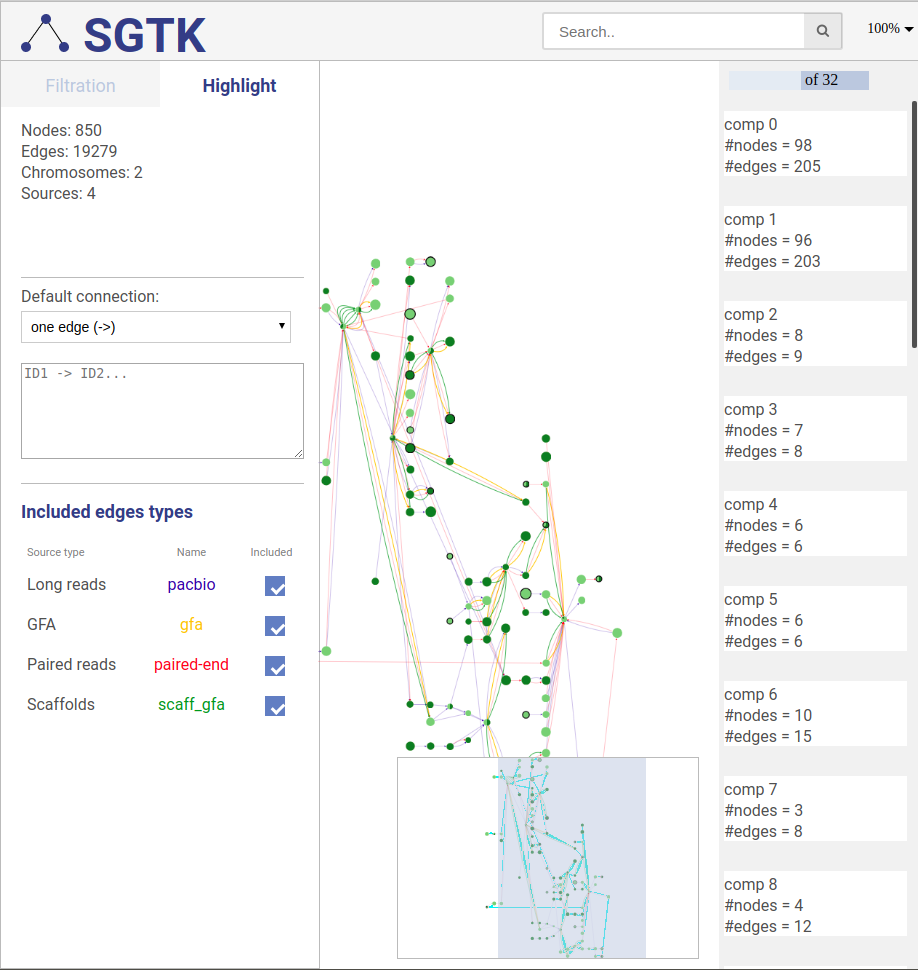 SGTK
Search..
100%
Filtration
Highlight
Nodes: 850
Edges: 19279
Chromosomes: 2
Sources: 4
Default connection:
one edge (->)
ID1 -> ID2...
Included edges types
Source type Name Included
Long reads pacbio
GFA gfa
Paired reads paired-end
Scaffolds scaff_gfa
of 32
comp 0
#nodes = 98
#edges = 205
comp 1
#nodes = 96
#edges = 203
comp 2
#nodes = 8
#edges = 9
comp 3
#nodes = 7
#edges = 8
comp 4
#nodes = 6
#edges = 6
comp 5
#nodes = 6
#edges = 6
comp 6
#nodes = 10
#edges = 15
comp 7
#nodes = 3
#edges = 8
comp 8
#nodes = 4
#edges = 12